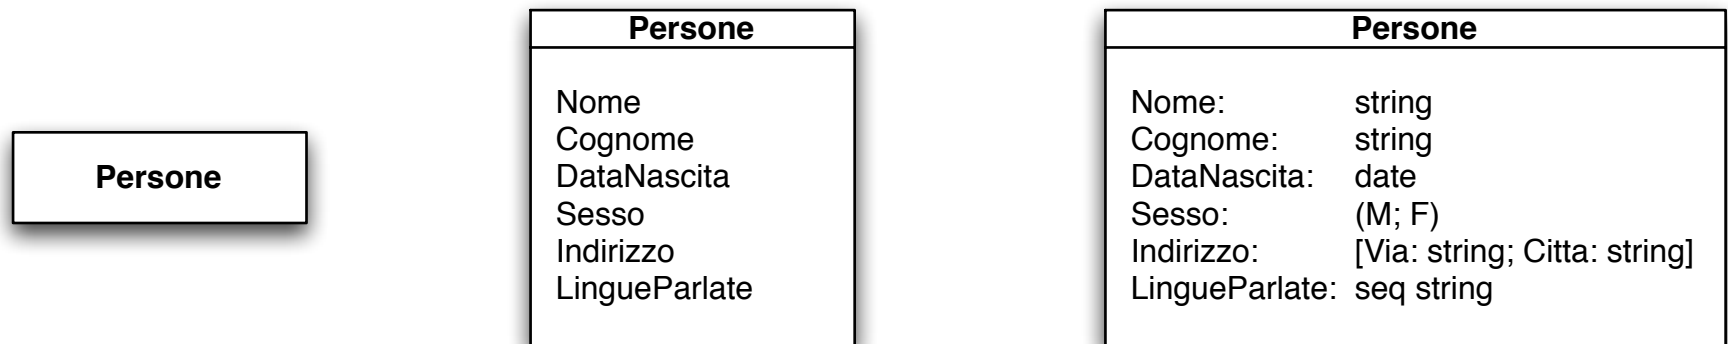 Persone
Persone
Nome
Cognome
DataNascita
Sesso
Indirizzo
LingueParlate
Persone
Nome: string
Cognome: string
DataNascita: date
Sesso: (M; F)
Indirizzo: [Via: string; Citta: string]
LingueParlate: seq string